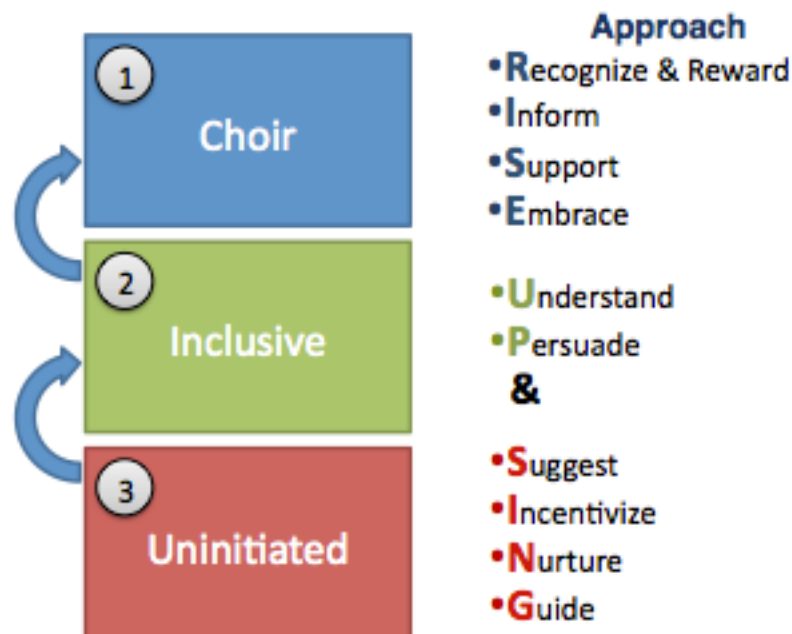 Approach
1
Choir
•Recognize & Reward
•Inform
•Support
•Embrace
2
Inclusive
•Understand
•Persuade
&
3
Uninitiated
•Suggest
•Incentivize
•Nurture
•Guide